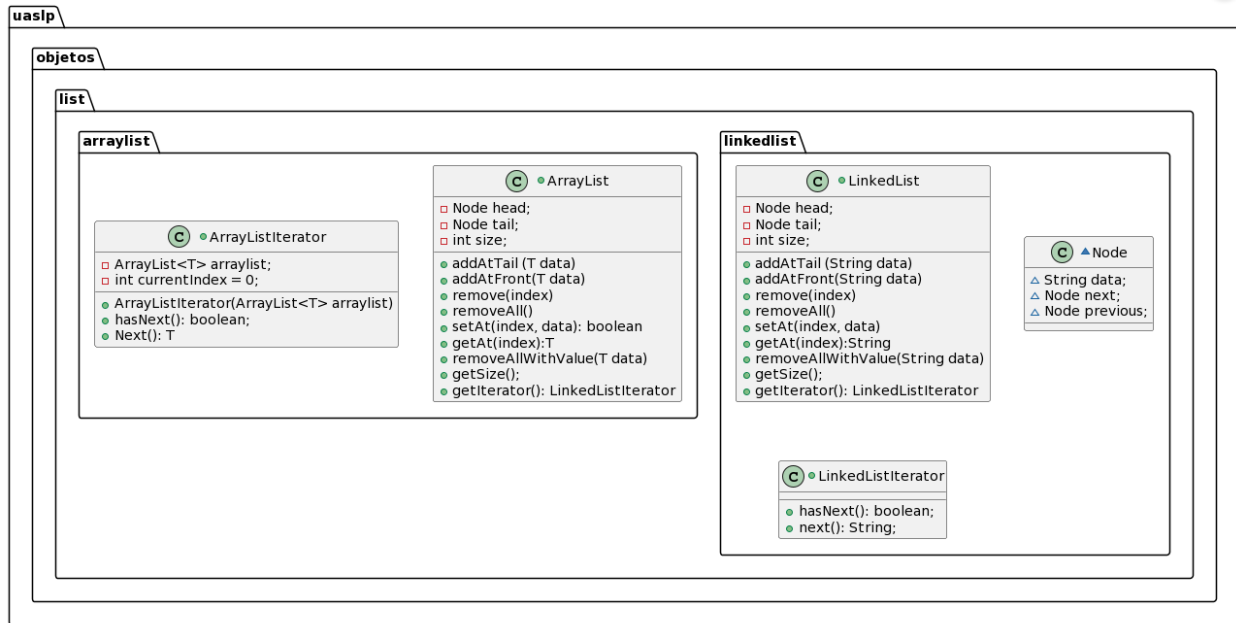 uaslp
objetos
list
arraylist
C ArrayListIterator
ArrayList<T> arraylist;
int currentIndex = 0;
ArrayListIterator(ArrayList<T> arraylist)
hasNext(): boolean;
Next(): T
C ArrayList
Node head;
Node tail;
int size;
addAtTail (T data)
addAtFront(T data)
remove(index)
removeAll()
setAt(index, data): boolean
getAt(index):T
removeAllWithValue(T data)
getSize();
getIterator(): LinkedListIterator
linkedlist
C LinkedList
Node head;
Node tail;
int size;
addAtTail (String data)
addAtFront(String data)
remove(index)
removeAll()
setAt(index, data)
getAt(index):String
removeAllWithValue(String data)
getSize();
getIterator(): LinkedListIterator
C Node
String data;
Node next;
Node previous;
C LinkedListIterator
hasNext(): boolean;
next(): String;